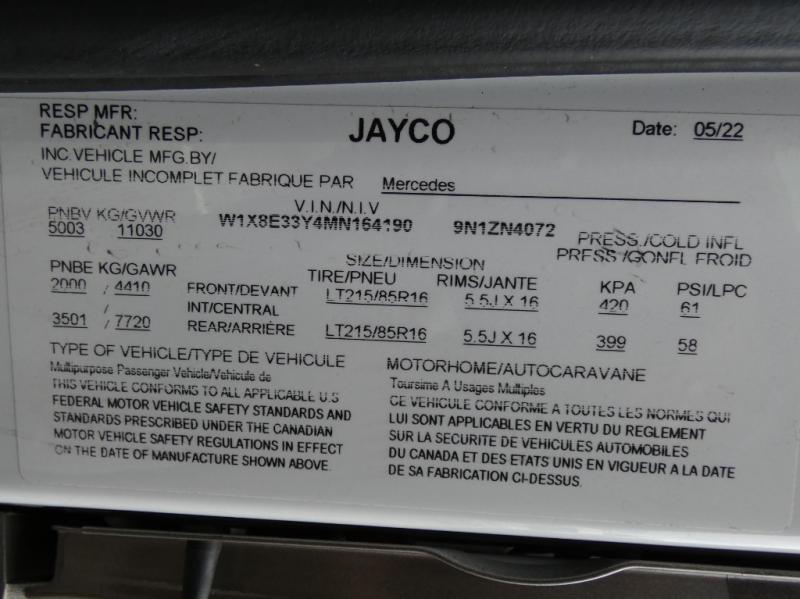 RESP MFR:
FABRICANT RESP: JAYCO Date: 05/22
INC.VEHICLE MFG.BY/
VEHICULE INCOMPLET FABRIQUE PAR Mercedes
V.I.N./N.I.V
PNBV KG/GVWR W1X8E33Y4MN164190 9N1ZN4072 PRESS./COLD INFL
5003 11030 PRESS /GONFL FROID
SIZE/DIMENSION
PNBE KG/GAWR TIRE/PNEU RIMS/JANTE KPA PSI/LPC
2000 / 4410 FRONT/DEVANT LT215/85R16 5.5J X 16 420 61
/ INT/CENTRAL
3501 / 7720 REAR/ARRIÈRE LT215/85R16 5.5J X 16 399 58
TYPE OF VEHICLE/TYPE DE VEHICULE MOTORHOME/AUTOCARAVANE
Multipurpose Passenger Vehicle/Vehicule de Toursime A Usages Multiples
THIS VEHICLE CONFORMS TO ALL APPLICABLE U.S
FEDERAL MOTOR VEHICLE SAFETY STANDARDS AND
STANDARDS PRESCRIBED UNDER THE CANADIAN
MOTOR VEHICLE SAFETY REGULATIONS IN EFFECT
ON THE DATE OF MANUFACTURE SHOWN ABOVE.
CE VEHICULE CONFORME A TOUTES LES NORMES QUI
LUI SONT APPLICABLES EN VERTU DU REGLEMENT
SUR LA SECURITE DE VEHICULES AUTOMOBILES
DU CANADA ET DES ETATS UNIS EN VIGUEUR A LA DATE
DE SA FABRICATION CI-DESSUS.